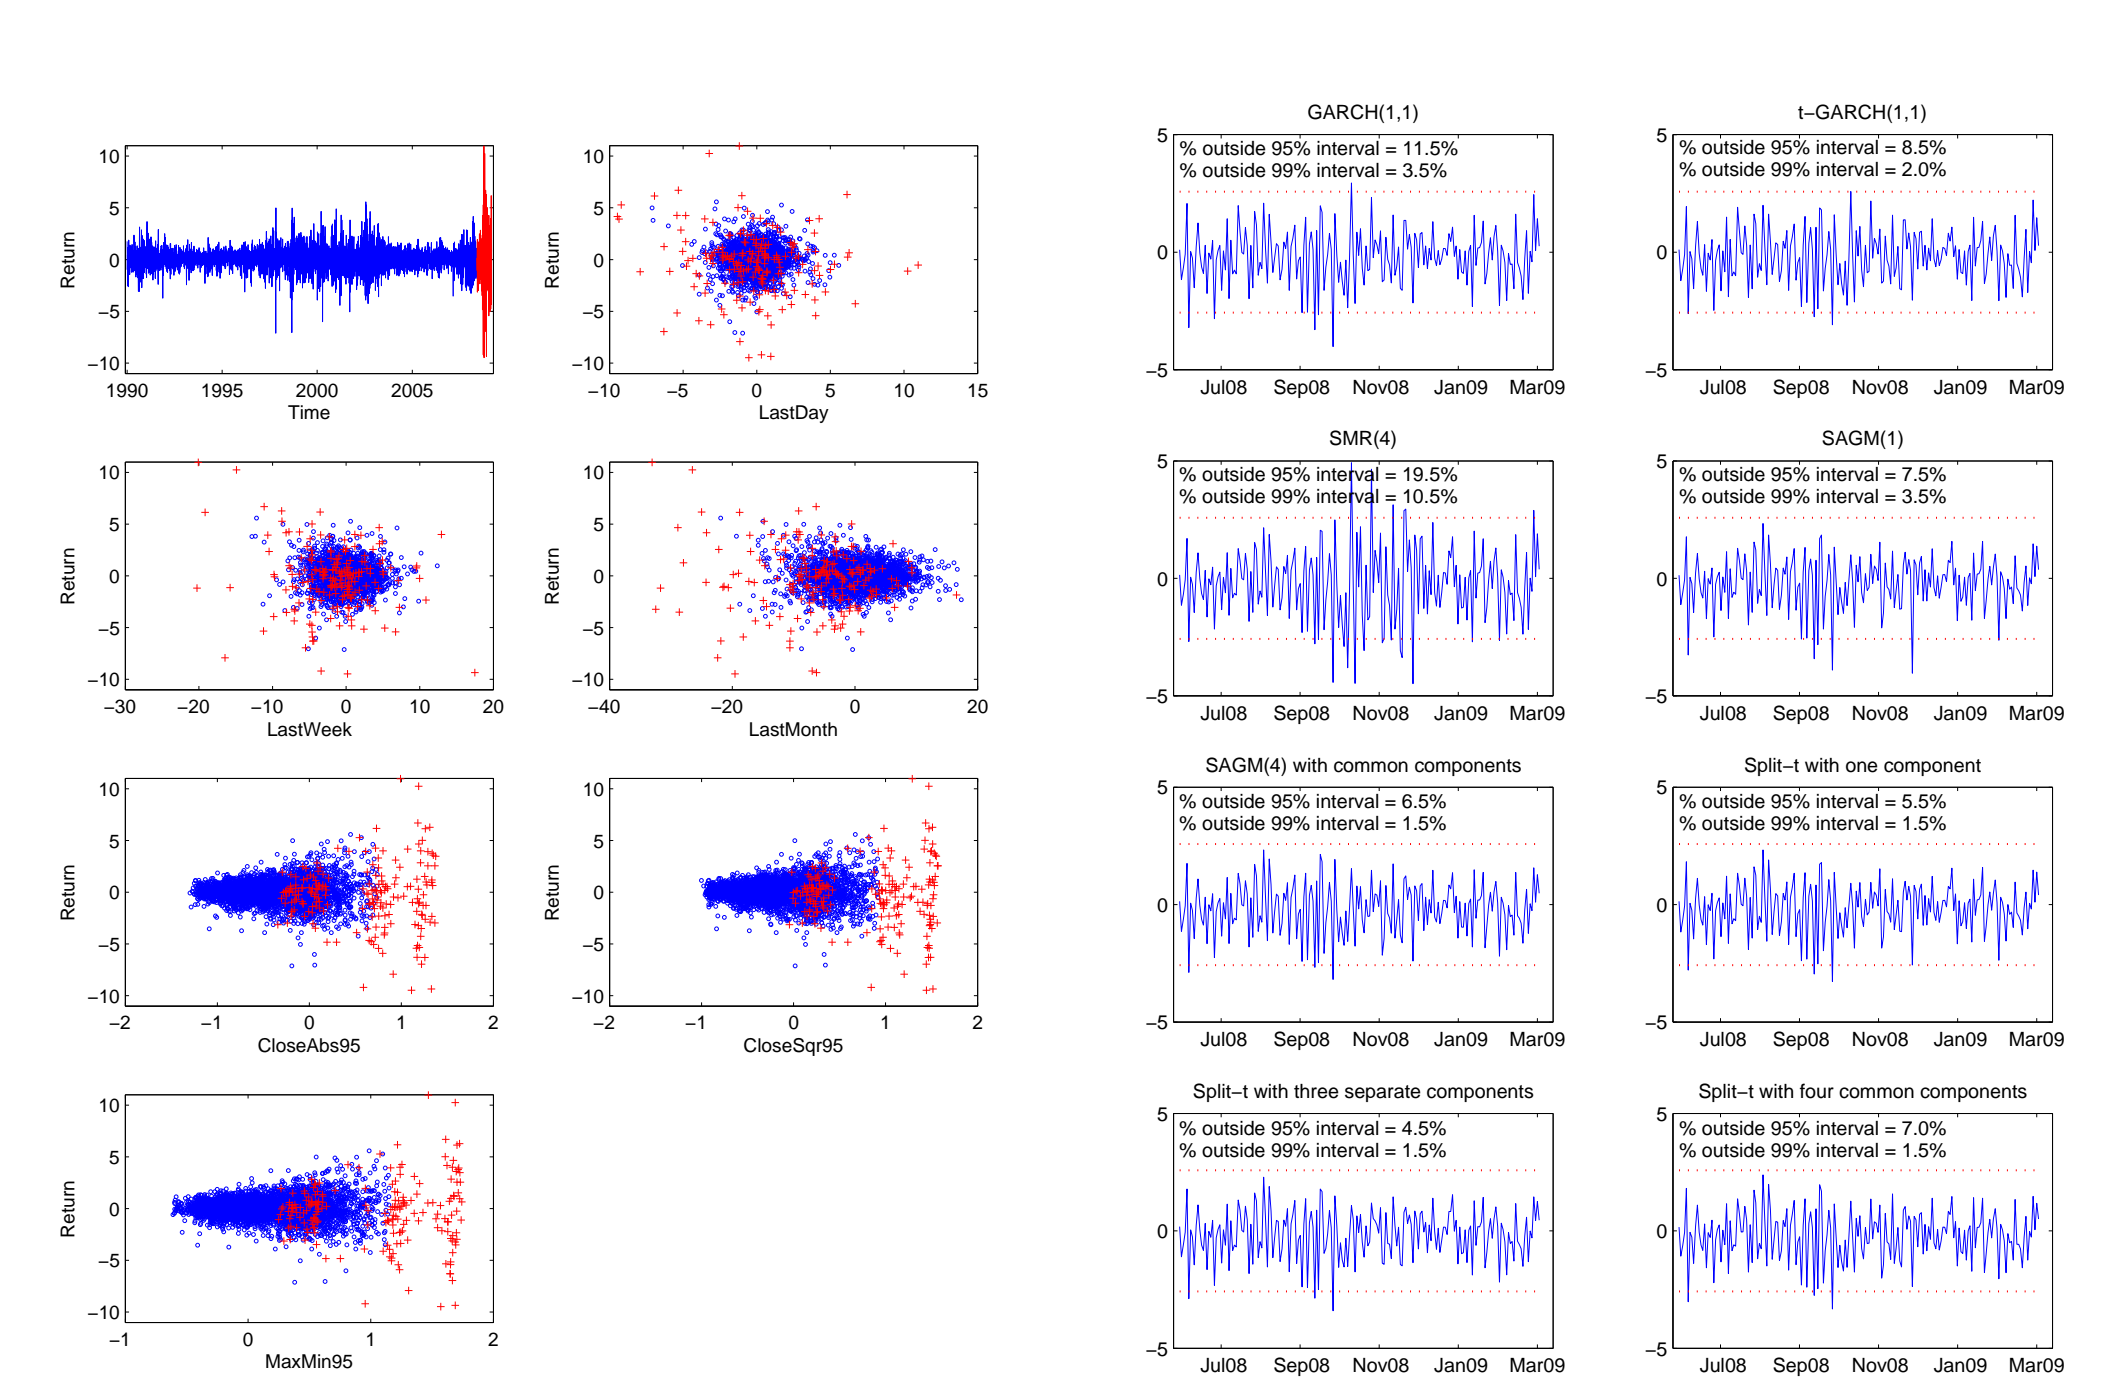 10
5
0
−5
−10
Return
1990 1995 2000 2005
Time
10
5
0
−5
−10
Return
−10 −5 0 5 10 15
LastDay
10
5
0
−5
−10
Return
−30 −20 −10 0 10 20
LastWeek
10
5
0
−5
−10
Return
−40 −20 0 20
LastMonth
10
5
0
−5
−10
Return
−2 −1 0 1 2
CloseAbs95
10
5
0
−5
−10
Return
−2 −1 0 1 2
CloseSqr95
10
5
0
−5
−10
Return
−1 0 1 2
MaxMin95
GARCH(1,1)
% outside 95% interval = 11.5%
% outside 99% interval = 3.5%
5
0
−5
Jul08 Sep08 Nov08 Jan09 Mar09
t−GARCH(1,1)
% outside 95% interval = 8.5%
% outside 99% interval = 2.0%
5
0
−5
Jul08 Sep08 Nov08 Jan09 Mar09
SMR(4)
% outside 95% interval = 19.5%
% outside 99% interval = 10.5%
5
0
−5
Jul08 Sep08 Nov08 Jan09 Mar09
SAGM(1)
% outside 95% interval = 7.5%
% outside 99% interval = 3.5%
5
0
−5
Jul08 Sep08 Nov08 Jan09 Mar09
SAGM(4) with common components
% outside 95% interval = 6.5%
% outside 99% interval = 1.5%
5
0
−5
Jul08 Sep08 Nov08 Jan09 Mar09
Split−t with one component
% outside 95% interval = 5.5%
% outside 99% interval = 1.5%
5
0
−5
Jul08 Sep08 Nov08 Jan09 Mar09
Split−t with three separate components
% outside 95% interval = 4.5%
% outside 99% interval = 1.5%
5
0
−5
Jul08 Sep08 Nov08 Jan09 Mar09
Split−t with four common components
% outside 95% interval = 7.0%
% outside 99% interval = 1.5%
5
0
−5
Jul08 Sep08 Nov08 Jan09 Mar09